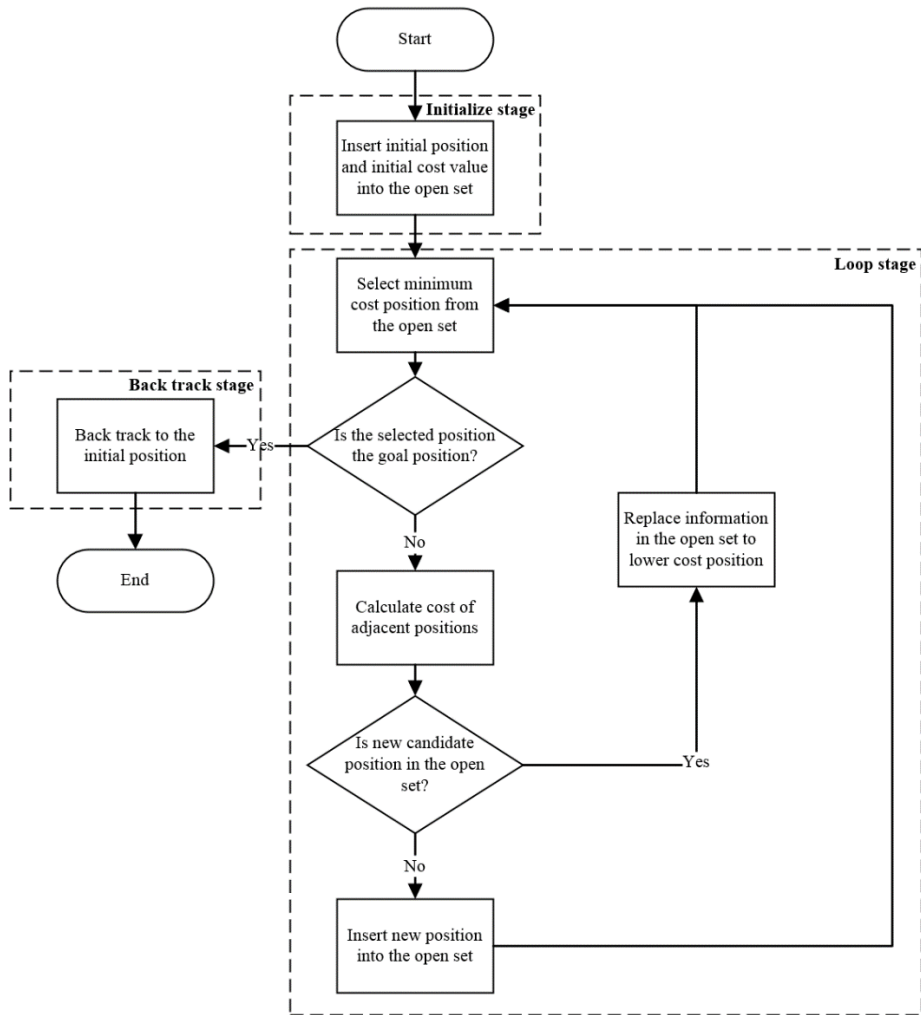 Start
Initialize stage
Insert initial position
and initial cost value
into the open set
Loop stage
Select minimum
cost position from
the open set
Back track stage
Back track to the
initial position
Yes
Is the selected position
the goal position?
End
No
Replace information
in the open set to
lower cost position
Calculate cost of
adjacent positions
Is new candidate
position in the open
set?
Yes
No
Insert new position
into the open set